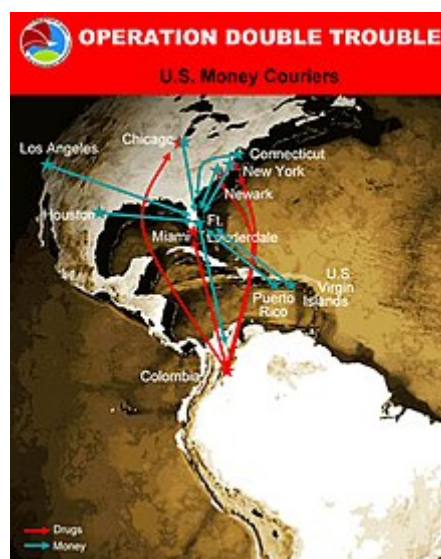 OPERATION DOUBLE TROUBLE
U.S. Money Couriers
Chicago
Los Angeles
Connecticut
New York
Newark
Houston
Ft.
Miami
Lauderdale
U.S.
Virgin
Islands
Puerto
Rico
Colombia
Drugs
Money